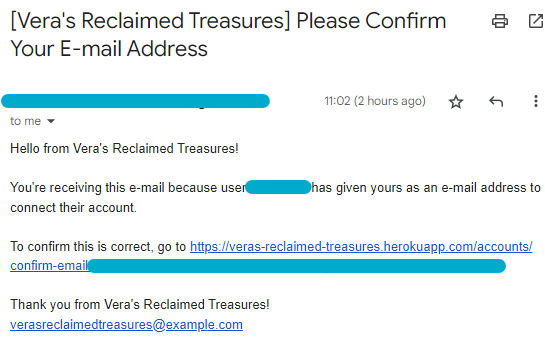 [Vera's Reclaimed Treasures] Please Confirm
Your E-mail Address
11:02 (2 hours ago)
to me
Hello from Vera's Reclaimed Treasures!
You're receiving this e-mail because user has given yours as an e-mail address to
connect their account.
To confirm this is correct, go to https://veras-reclaimed-treasures.herokuapp.com/accounts/
confirm-email
Thank you from Vera's Reclaimed Treasures!
verasreclaimedtreasures@example.com